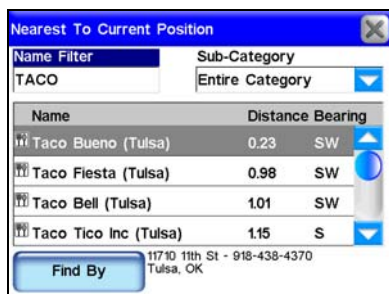 Nearest To Current Position
Name Filter Sub-Category
TACO Entire Category
Name Distance Bearing
Taco Bueno (Tulsa) 0.23 SW
Taco Fiesta (Tulsa) 0.98 SW
Taco Bell (Tulsa) 1.01 SW
Taco Tico Inc (Tulsa) 1.15 S
Find By
11710 11th St - 918-438-4370
Tulsa, OK